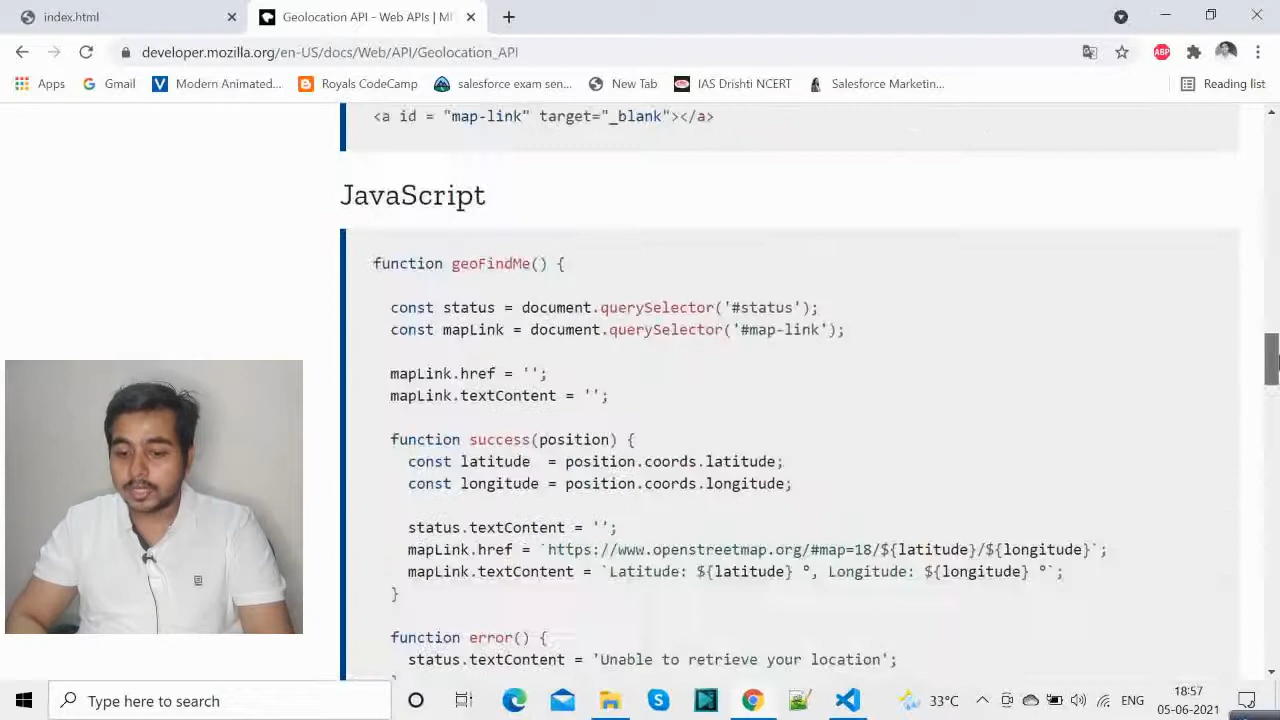 index.html
Geolocation API - Web APIs | M
developer.mozilla.org/en-US/docs/Web/API/Geolocation_API
ABP
Apps
Gmail
Modern Animated...
Royals CodeCamp
salesforce exam sen...
New Tab
IAS Drishti NCERT
Salesforce Marketin...
Reading list
<a id = "map-link" target="_blank"></a>
JavaScript
function geoFindMe() {
const status = document.querySelector('#status');
const mapLink = document.querySelector('#map-link');
mapLink.href = '';
mapLink.textContent = '';
function success(position) {
const latitude  = position.coords.latitude;
const longitude = position.coords.longitude;
status.textContent = '';
mapLink.href = `https://www.openstreetmap.org/#map=18/${latitude}/${longitude}`;
mapLink.textContent = `Latitude: ${latitude} °, Longitude: ${longitude} °`;
}
function error() {
status.textContent = 'Unable to retrieve your location';
Type here to search
33°C
ENG
18:57
05-06-2021